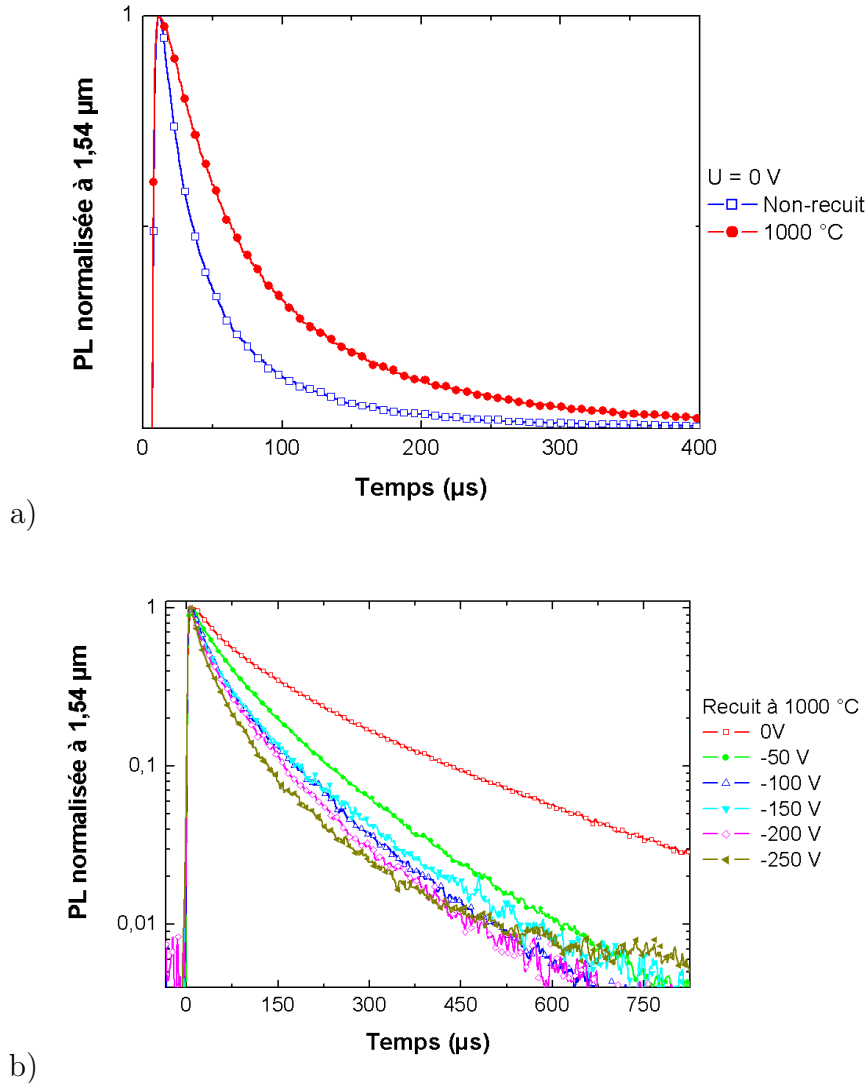 1
PL normalisée à 1,54 µm
U = 0 V
Non-recuit
1000 °C
0
100
200
300
400
Temps (µs)
a)
1
0,1
0,01
PL normalisée à 1,54 µm
Recuit à 1000 °C
0V
-50 V
-100 V
-150 V
-200 V
-250 V
0
150
300
450
600
750
Temps (µs)
b)